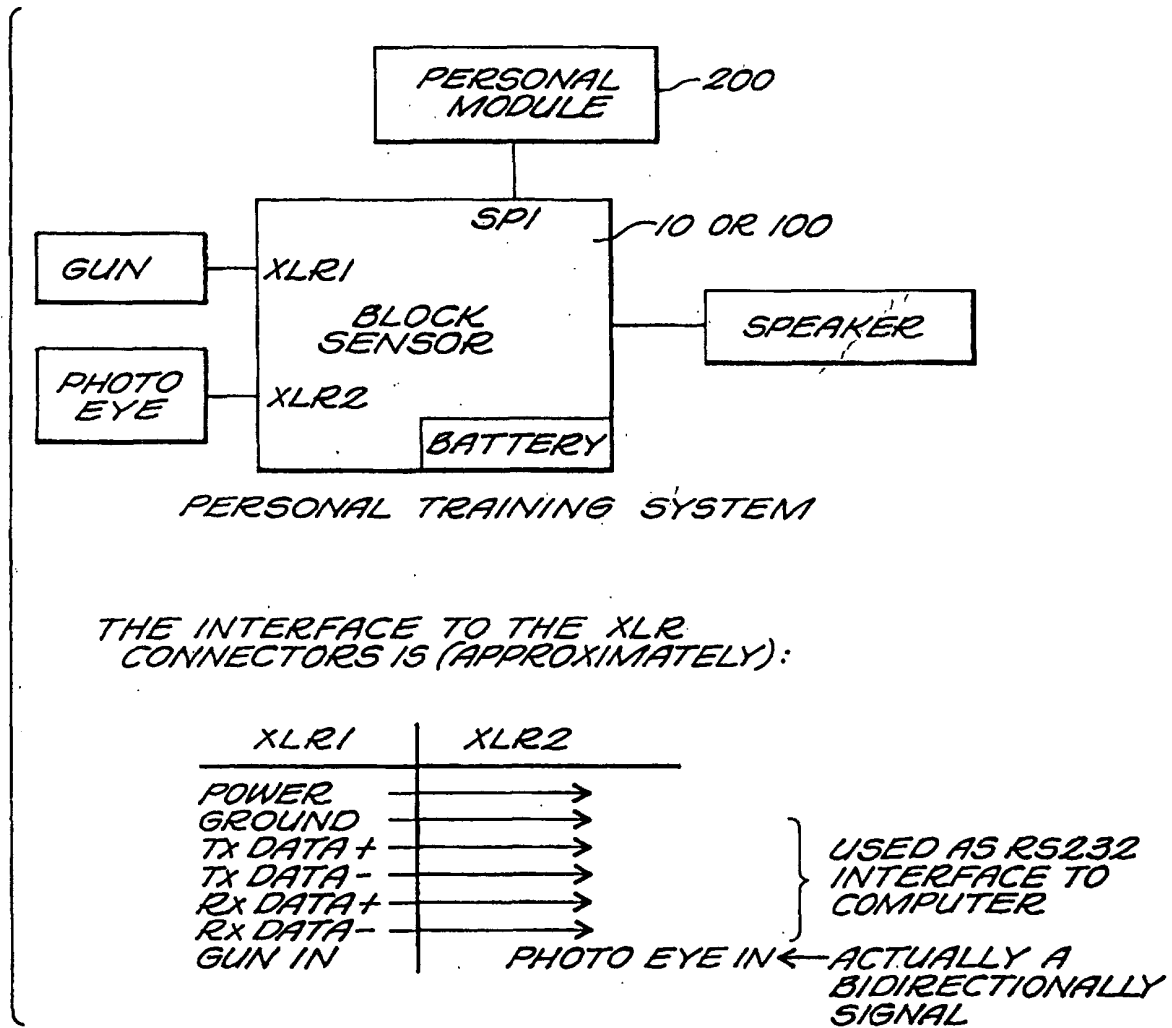 PERSONAL
MODULE
200
SPI
10 OR 100
GUN
XLR1
BLOCK
SENSOR
SPEAKER
PHOTO
EYE
XLR2
BATTERY
PERSONAL TRAINING SYSTEM
THE INTERFACE TO THE XLR
CONNECTORS IS (APPROXIMATELY):
XLR1 XLR2
POWER
GROUND
TX DATA+
TX DATA-
RX DATA+
RX DATA-
USED AS RS232
INTERFACE TO
COMPUTER
GUN IN PHOTO EYE IN
ACTUALLY A
BIDIRECTIONALLY
SIGNAL